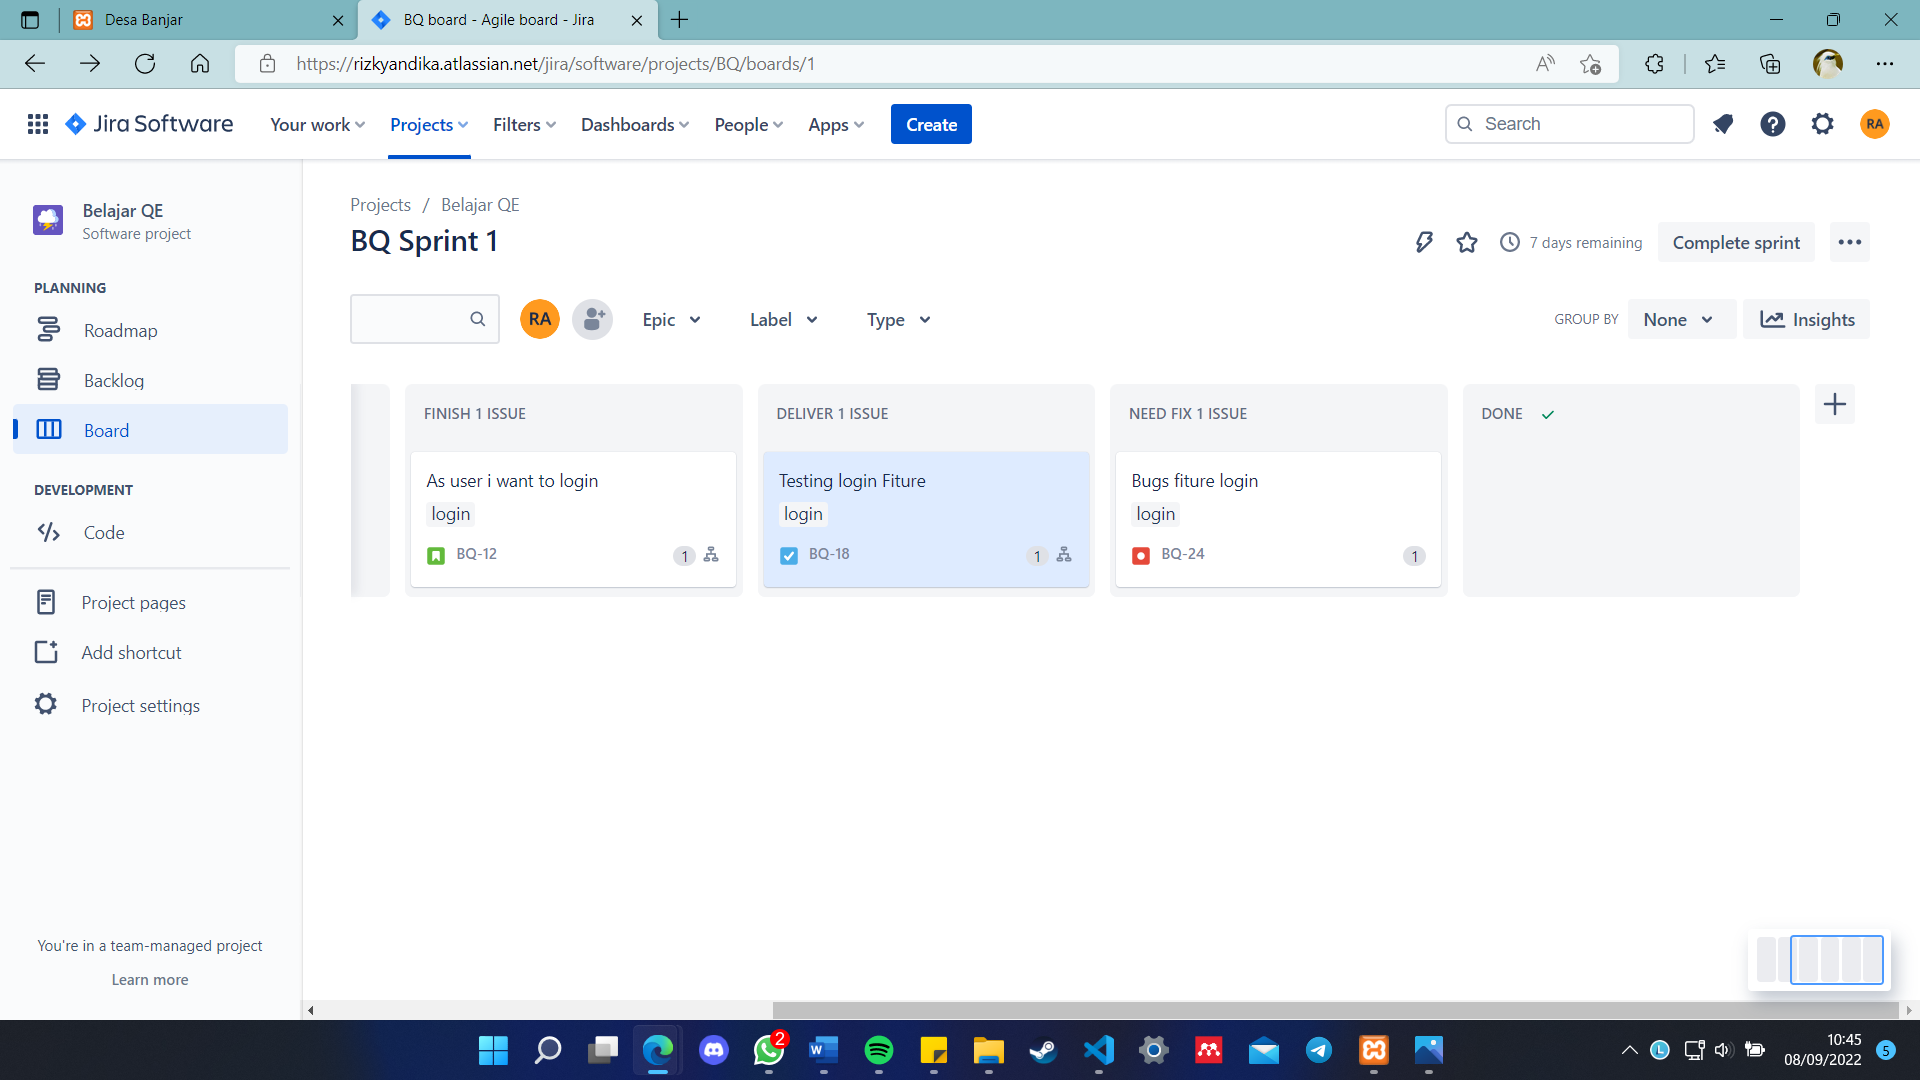 Desa Banjar
BQ board - Agile board - Jira
https://rizkyandika.atlassian.net/jira/software/projects/BQ/boards/1
Jira Software
Your work
Projects
Filters
Dashboards
People
Apps
Create
Search
RA
Belajar QE
Software project
PLANNING
Roadmap
Backlog
Board
DEVELOPMENT
Code
Project pages
Add shortcut
Project settings
You're in a team-managed project
Learn more
Projects / Belajar QE
BQ Sprint 1
7 days remaining
Complete sprint
RA
Epic
Label
Type
GROUP BY
None
Insights
FINISH 1 ISSUE
As user i want to login
login
BQ-12
1
DELIVER 1 ISSUE
Testing login Fiture
login
BQ-18
1
NEED FIX 1 ISSUE
Bugs fiture login
login
BQ-24
1
DONE
2
10:45
08/09/2022
5